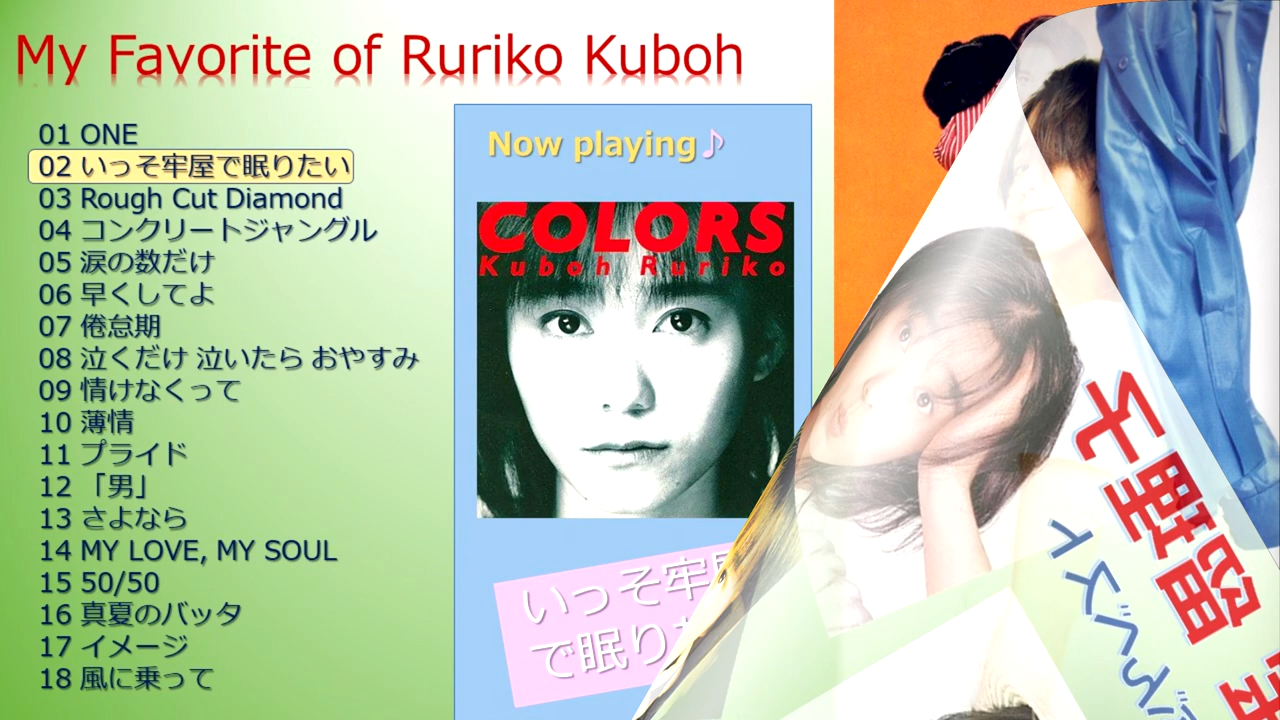 My Favorite of Ruriko Kuboh
01 ONE
02 いっそ牢屋で眠りたい
03 Rough Cut Diamond
04 コンクリートジャングル
05 涙の数だけ
06 早くしてよ
07 倦怠期
08 泣くだけ 泣いたら おやすみ
09 情けなくって
10 薄情
11 プライド
12 「男」
13 さよなら
14 MY LOVE, MY SOUL
15 50/50
16 真夏のバッタ
17 イメージ
18 風に乗って
Now playing♪
COLORS
Kuboh Ruriko
いっそ牢屋
で眠り